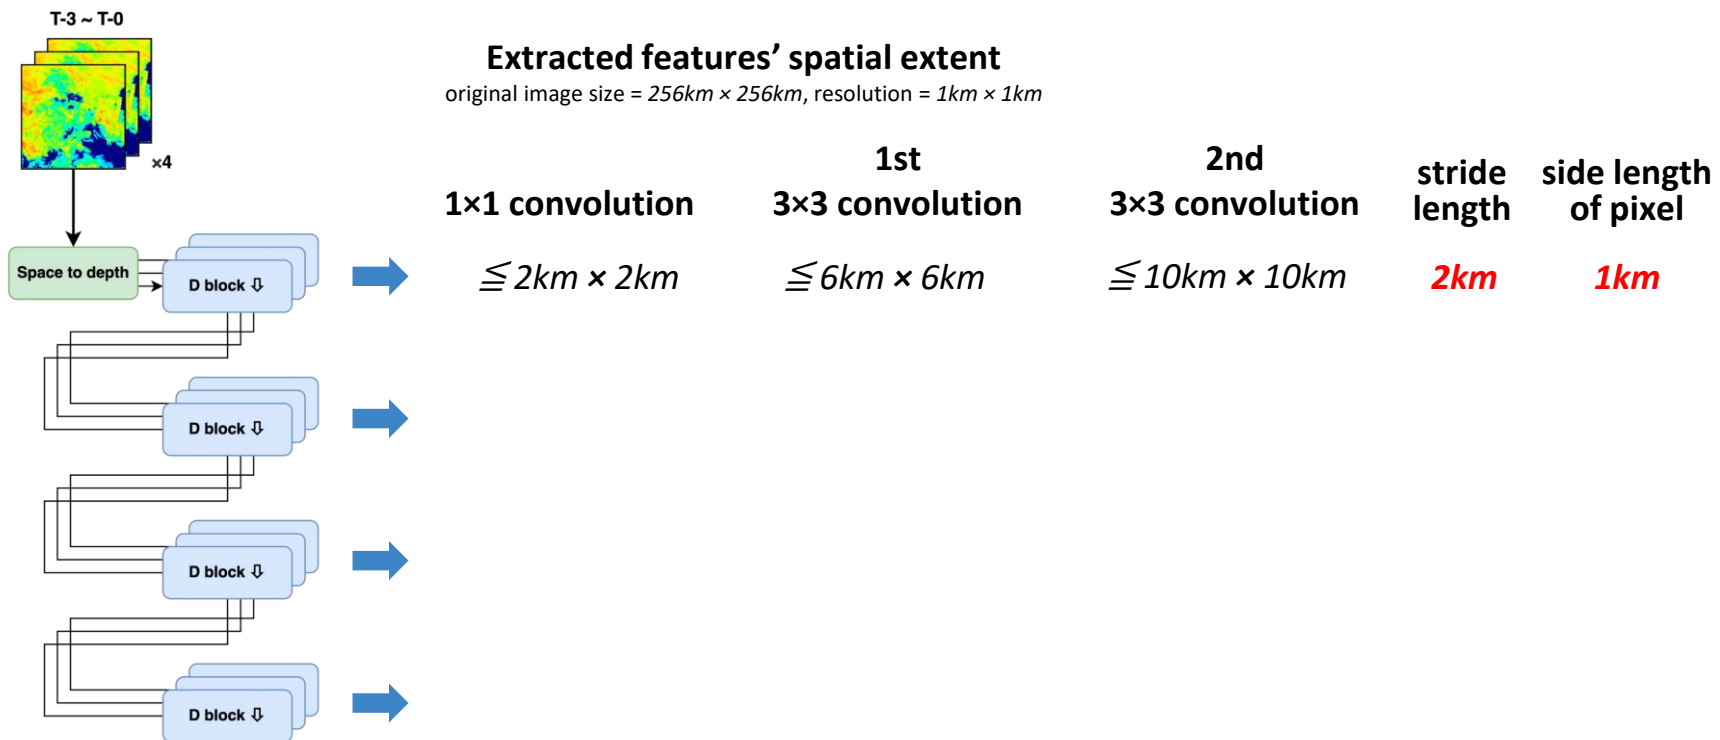 T-3 ~ T-0
×4
Space to depth
D block ⇩
D block ⇩
D block ⇩
D block ⇩
Extracted features’ spatial extent
original image size = 256km × 256km, resolution = 1km × 1km
1×1 convolution
1st
3×3 convolution
2nd
3×3 convolution
stride
length
side length
of pixel
≦ 2km × 2km
≦ 6km × 6km
≦ 10km × 10km
2km
1km